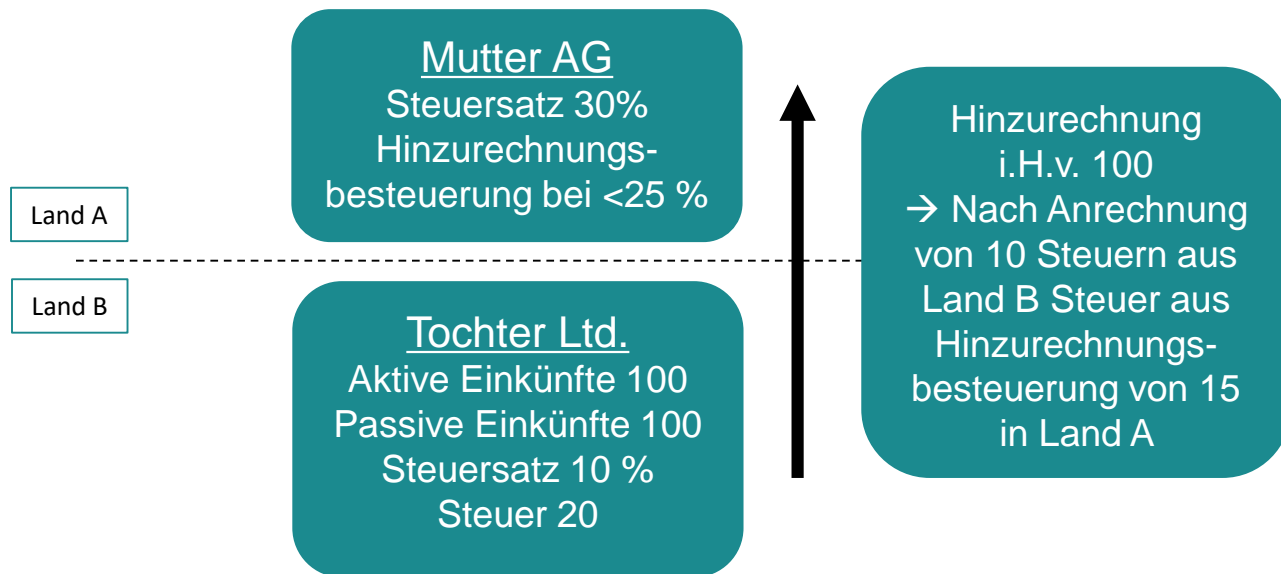 Mutter AG
Steuersatz 30%
Hinzurechnungs-
besteuerung bei <25 %
Land A
Land B
Tochter Ltd.
Aktive Einkünfte 100
Passive Einkünfte 100
Steuersatz 10 %
Steuer 20
Hinzurechnung
i.H.v. 100
→ Nach Anrechnung
von 10 Steuern aus
Land B Steuer aus
Hinzurechnungs-
besteuerung von 15
in Land A